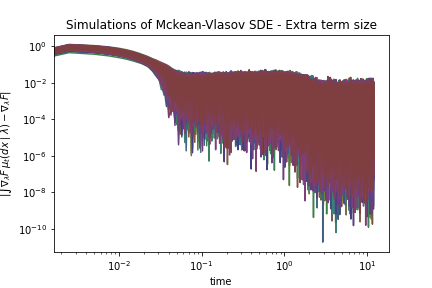 Simulations of Mckean-Vlasov SDE - Extra term size
|∫ ∇λF μₜ(dx | λ) − ∇λF|
10⁰
10⁻²
10⁻⁴
10⁻⁶
10⁻⁸
10⁻¹⁰
10⁻² 10⁻¹ 10⁰ 10¹
time